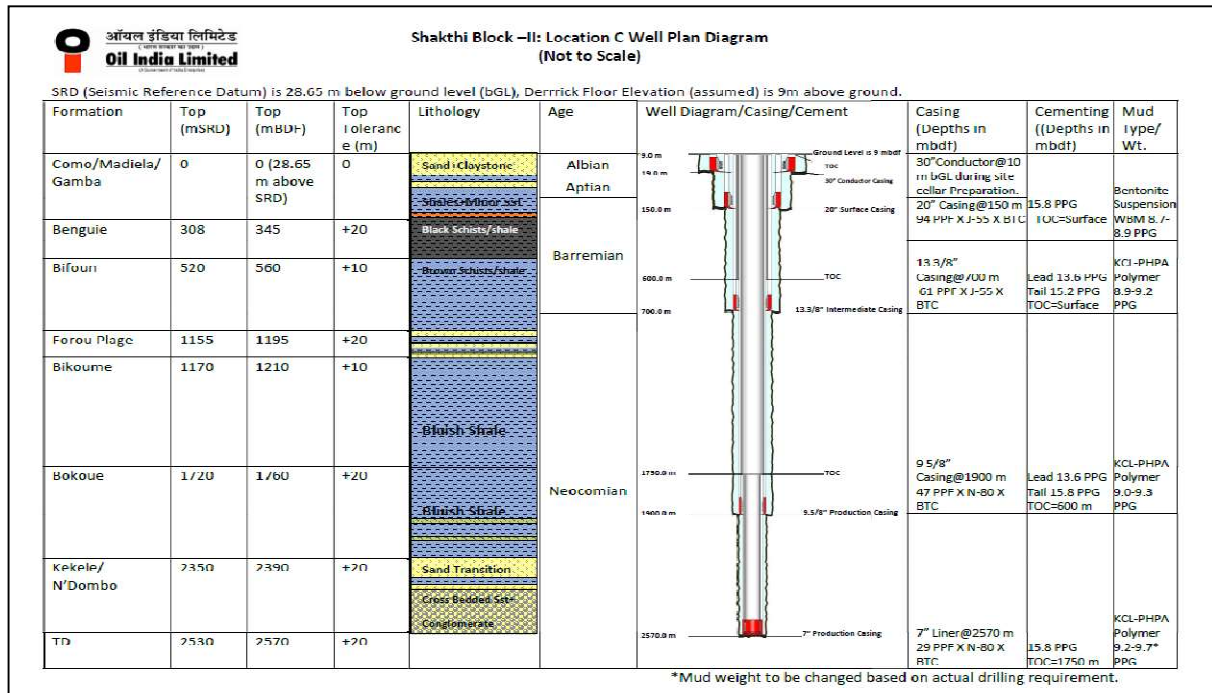 ऑयल इंडिया लिमिटेड
Oil India Limited
Shakthi Block –II: Location C Well Plan Diagram
(Not to Scale)
SRD (Seismic Reference Datum) is 28.65 m below ground level (bGL), Derrrick Floor Elevation (assumed) is 9m above ground.
Formation
Top
(mSRD)
Top
(mBDF)
Top
Toleranc
e (m)
Lithology
Age
Well Diagram/Casing/Cement
Casing
(Depths in
mbdf)
Cementing
((Depths in
mbdf)
Mud
Type/
Wt.
Como/Madiela/
Gamba
0
0 (28.65
m above
SRD)
0
Sand+Claystone
Shales+Minor sst
Albian
Aptian
9.0 m
19.0 m
150.0 m
Ground Level is 9 mbdf
TOC
30" Conductor Casing
20" Surface Casing
30"Conductor@10
m bGL during site
cellar Preparation.
20" Casing@150 m
94 PPF X J-55 X BTC
15.8 PPG
TOC=Surface
Bentonite
Suspension
WBM 8.7-
8.9 PPG
Benguie
308
345
+20
Black Schists/shale
Barremian
Bifoun
520
560
+10
Brown Schists/shale
600.0 m
700.0 m
TOC
13.3/8" Intermediate Casing
13.3/8"
Casing@700 m
61 PPF X J-55 X
BTC
Lead 13.6 PPG
Tail 15.2 PPG
TOC=Surface
KCL-PHPA
Polymer
8.9-9.2
PPG
Forou Plage
1155
1195
+20
Bikoume
1170
1210
+10
Bluish Shale
Bokoue
1720
1760
+20
Bluish Shale
Neocomian
1750.0 m
1900.0 m
TOC
9.5/8" Production Casing
9 5/8"
Casing@1900 m
47 PPF X N-80 X
BTC
Lead 13.6 PPG
Tail 15.8 PPG
TOC=600 m
KCL-PHPA
Polymer
9.0-9.3
PPG
Kekele/
N'Dombo
2350
2390
+20
Sand Transition
Cross Bedded Sst+
Conglomerate
TD
2530
2570
+20
2570.0 m
7" Production Casing
7" Liner@2570 m
29 PPF X N-80 X
BTC
15.8 PPG
TOC=1750 m
KCL-PHPA
Polymer
9.2-9.7*
PPG
*Mud weight to be changed based on actual drilling requirement.